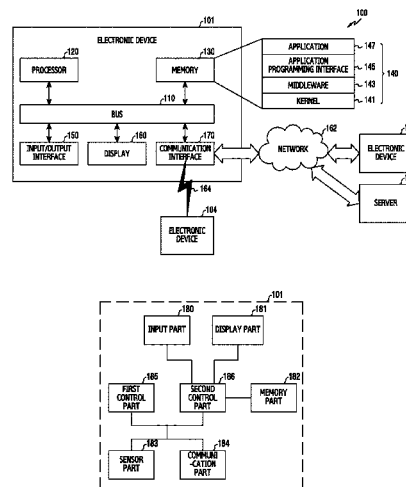 100
101
ELECTRONIC DEVICE
120
PROCESSOR
130
MEMORY
APPLICATION
147
APPLICATION
PROGRAMMING INTERFACE
145
MIDDLEWARE
143
KERNEL
141
140
110
BUS
150
INPUT/OUTPUT
INTERFACE
160
DISPLAY
170
COMMUNICATION
INTERFACE
162
NETWORK
ELECTRONIC
DEVICE
SERVER
164
104
ELECTRONIC
DEVICE
101
180
INPUT PART
181
DISPLAY PART
185
FIRST
CONTROL
PART
186
SECOND
CONTROL
PART
182
MEMORY
PART
183
SENSOR
PART
184
COMMUNI-
-CATION
PART